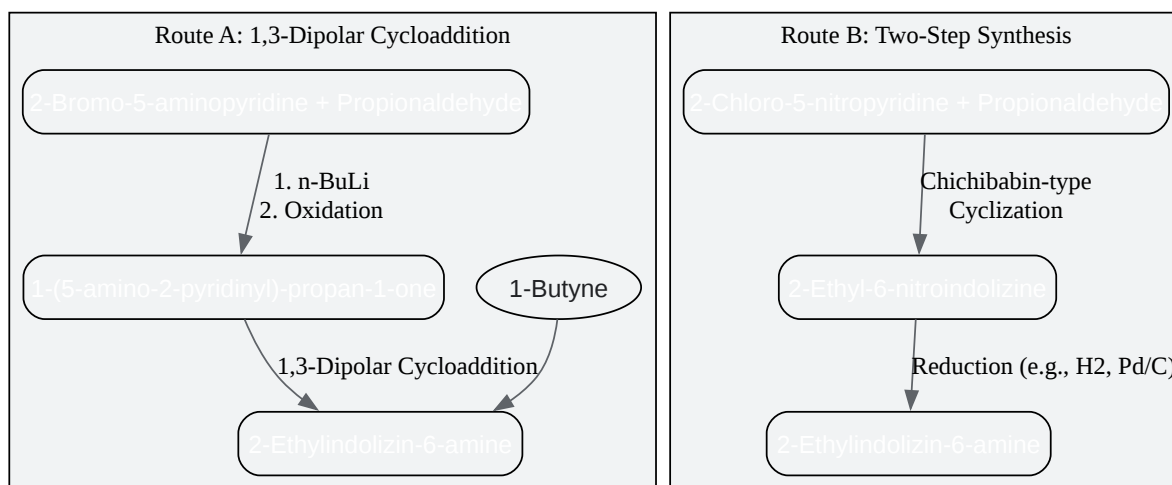 Route A: 1,3-Dipolar Cycloaddition
2-Bromo-5-aminopyridine + Propionaldehyde
1. n-BuLi
2. Oxidation
1-(5-amino-2-pyridinyl)-propan-1-one
1-Butyne
1,3-Dipolar Cycloaddition
2-Ethylindolizin-6-amine
Route B: Two-Step Synthesis
2-Chloro-5-nitropyridine + Propionaldehyde
Chichibabin-type
Cyclization
2-Ethyl-6-nitroindolizine
Reduction (e.g., H2, Pd/C)
2-Ethylindolizin-6-amine